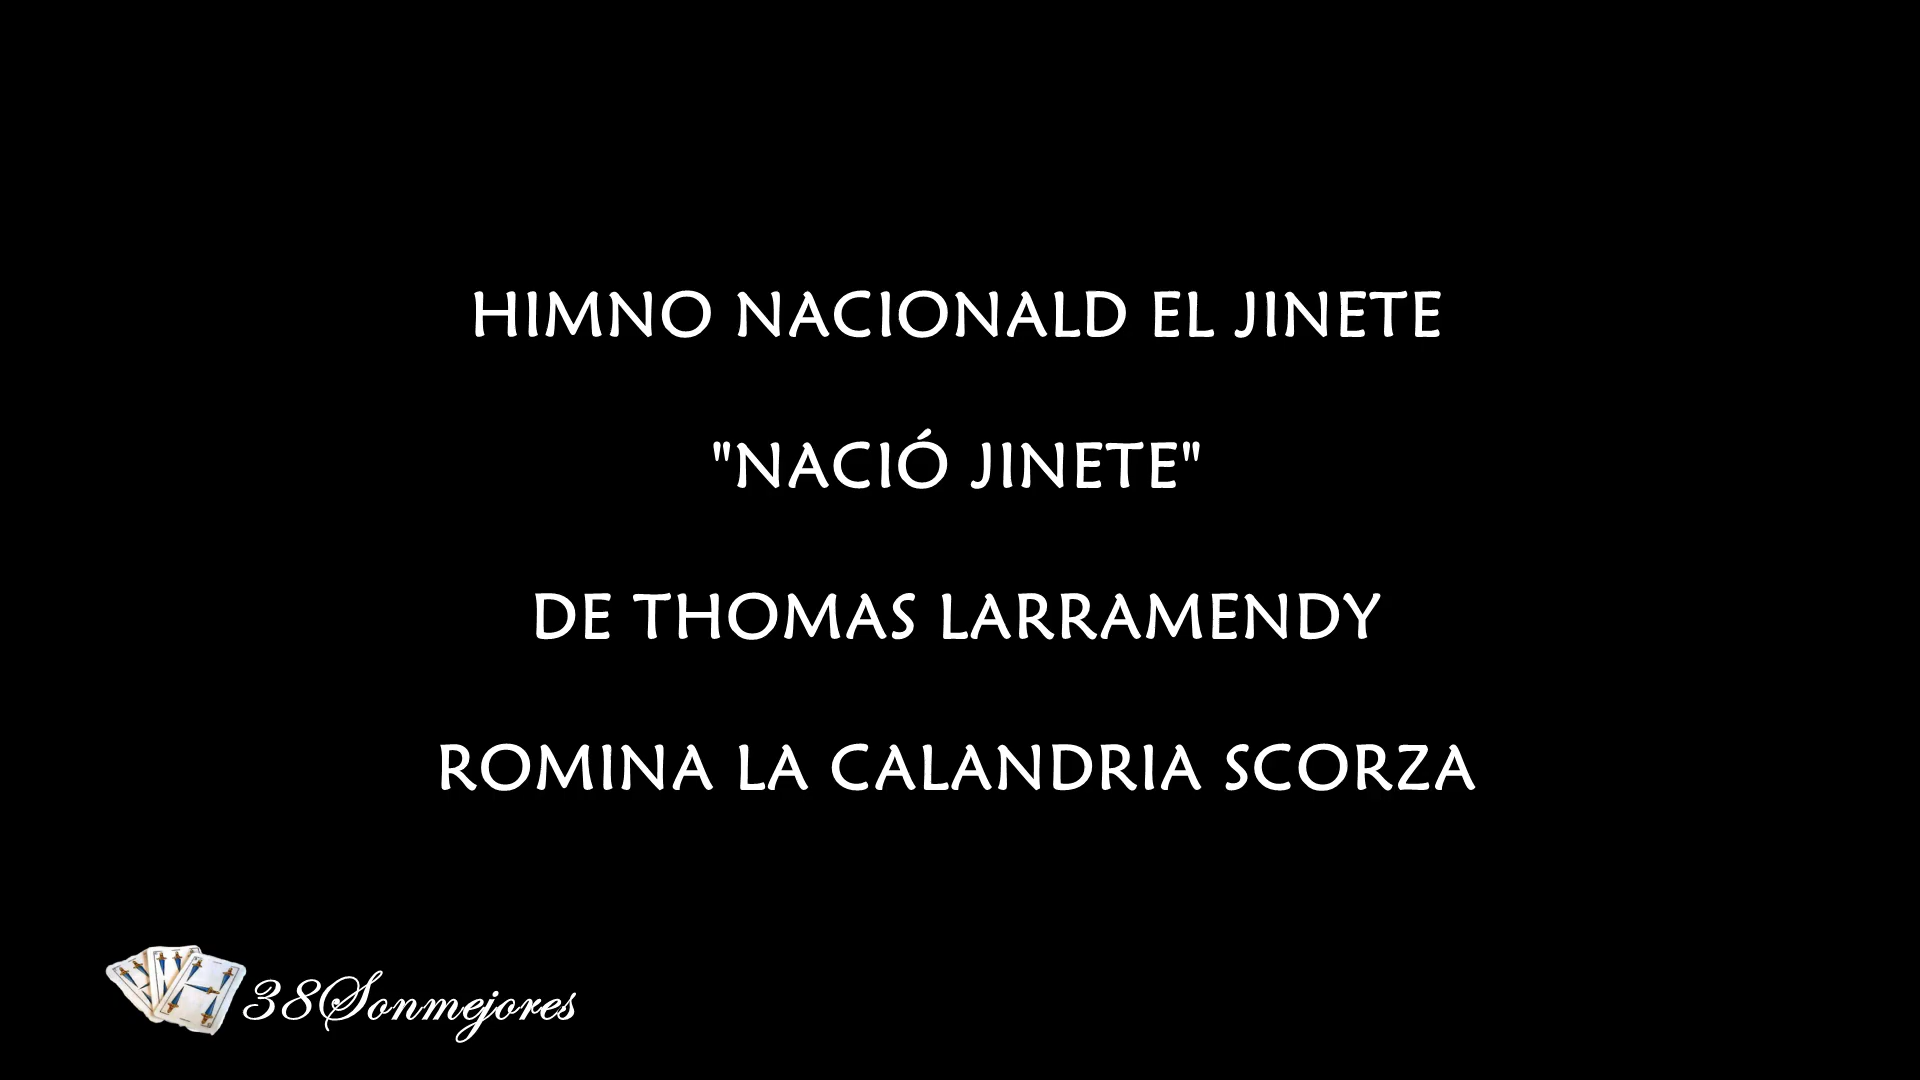 HIMNO NACIONALD EL JINETE
"NACIÓ JINETE"
DE THOMAS LARRAMENDY
ROMINA LA CALANDRIA SCORZA
38Sonmejores